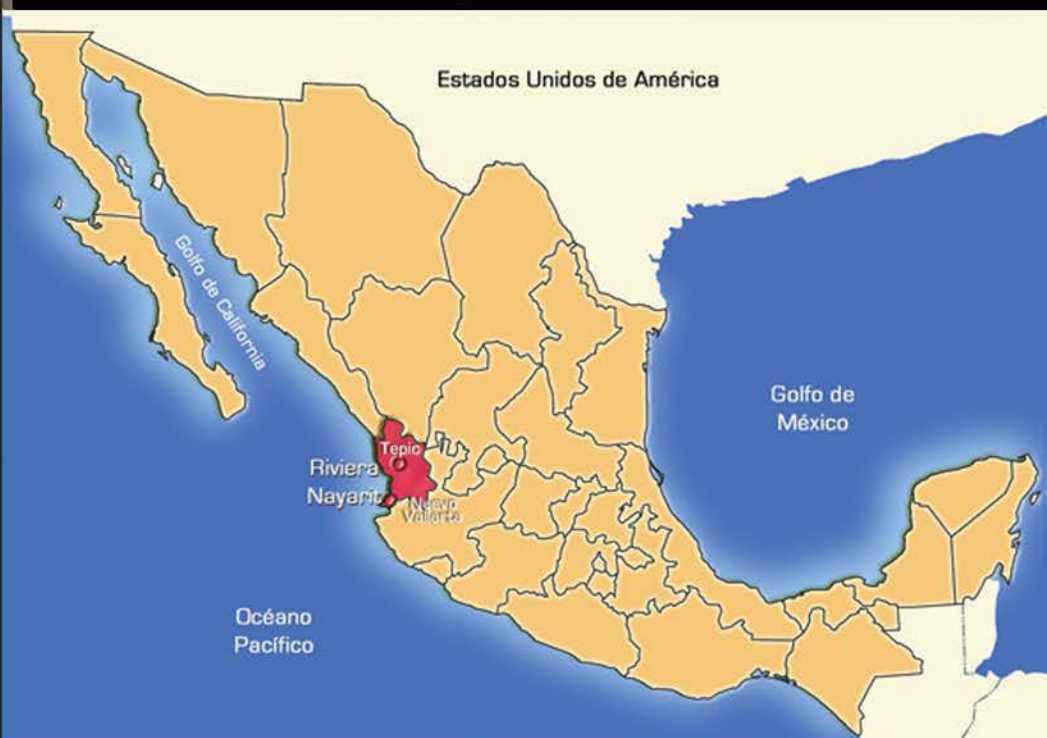 Estados Unidos de América
Golfo de California
Golfo de
México
Tepic
Riviera
Nayarit
Nuevo
Vallarta
Océano
Pacífico